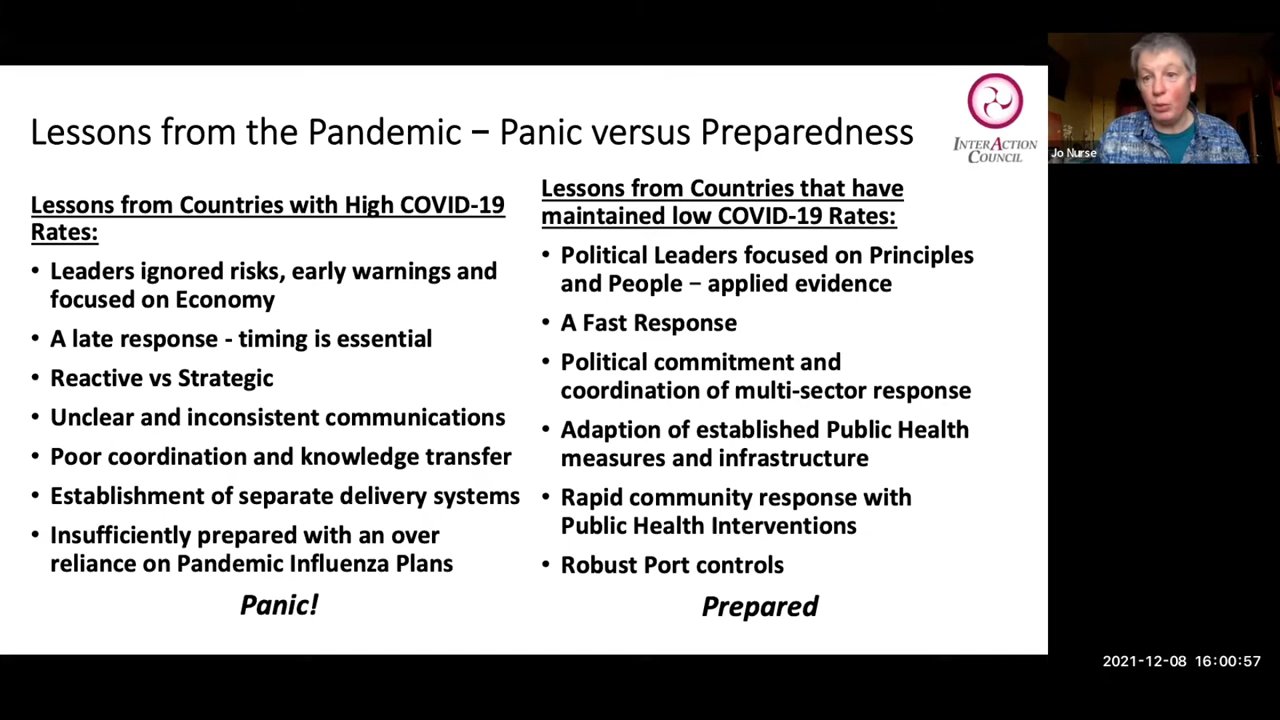 Lessons from the Pandemic – Panic versus Preparedness
INTERACTION
COUNCIL
Jo Nurse
Lessons from Countries with High COVID-19
Rates:
• Leaders ignored risks, early warnings and
focused on Economy
• A late response - timing is essential
• Reactive vs Strategic
• Unclear and inconsistent communications
• Poor coordination and knowledge transfer
• Establishment of separate delivery systems
• Insufficiently prepared with an over
reliance on Pandemic Influenza Plans
Panic!
Lessons from Countries that have
maintained low COVID-19 Rates:
• Political Leaders focused on Principles
and People – applied evidence
• A Fast Response
• Political commitment and
coordination of multi-sector response
• Adaption of established Public Health
measures and infrastructure
• Rapid community response with
Public Health Interventions
• Robust Port controls
Prepared
2021-12-08 16:00:57